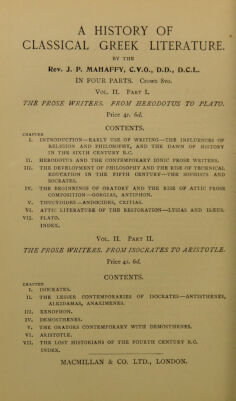 A HISTORY OF
CLASSICAL GREEK LITERATURE.
BY THE
Rev. J. P. MAHAFFY, C.V.O., D.D., D.C.L.
IN FOUR PARTS. Crown 8vo.
VOL. II. PART I.
THE PROSE WRITERS. FROM HERODOTUS TO PLATO.
Price 4s. 6d.
CONTENTS.
CHAPTER
I. INTRODUCTION—EARLY USE OF WRITING—THE INFLUENCES OF
RELIGION AND PHILOSOPHY, AND THE DAWN OF HISTORY
IN THE SIXTH CENTURY B.C.
II. HERODOTUS AND THE CONTEMPORARY IONIC PROSE WRITERS.
III. THE DEVELOPMENT OF PHILOSOPHY AND THE RISE OF TECHNICAL
EDUCATION IN THE FIFTH CENTURY—THE SOPHISTS AND
SOCRATES.
IV. THE BEGINNINGS OF ORATORY AND THE RISE OF ATTIC PROSE
COMPOSITION—GORGIAS, ANTIPHON.
V. THUCYDIDES—ANDOCIDES, CRITIAS.
VI. ATTIC LITERATURE OF THE RESTORATION—LYSIAS AND ISÆUS.
VII. PLATO.
INDEX.
VOL. II. PART II.
THE PROSE WRITERS. FROM ISOCRATES TO ARISTOTLE.
Price 4s. 6d.
CONTENTS.
CHAPTER
I. ISOCRATES.
II. THE LESSER CONTEMPORARIES OF ISOCRATES—ANTISTHENES,
ALKIDAMAS, ANAXIMENES.
III. XENOPHON.
IV. DEMOSTHENES.
V. THE ORATORS CONTEMPORARY WITH DEMOSTHENES.
VI. ARISTOTLE.
VII. THE LOST HISTORIANS OF THE FOURTH CENTURY B.C.
INDEX.
MACMILLAN & CO. LTD., LONDON.